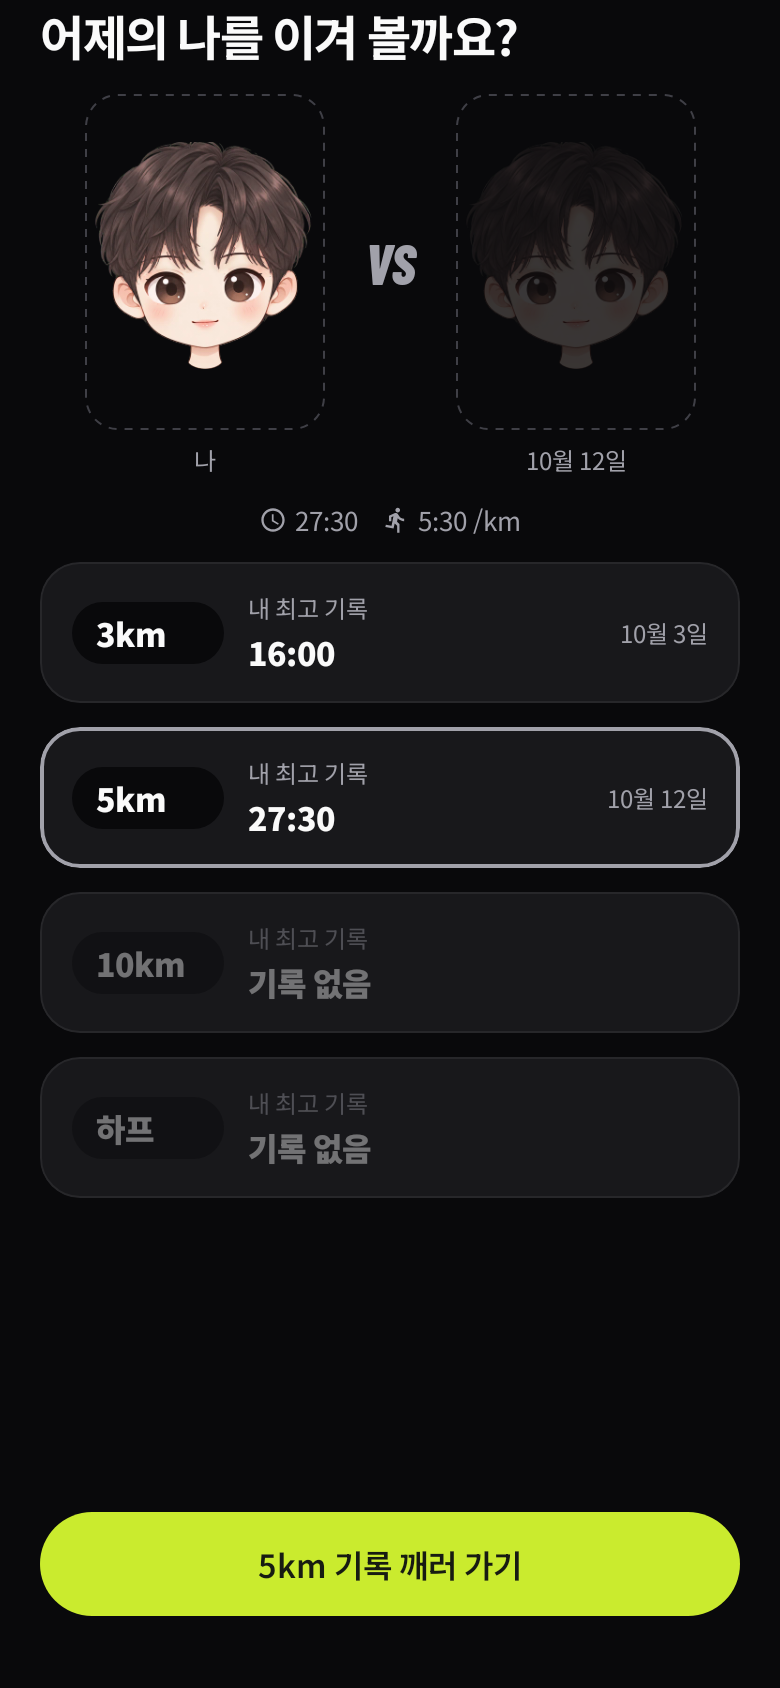 어제의 나를 이겨 볼까요?
VS
나
10월 12일
27:30 5:30 /km
3km
내 최고 기록
16:00
10월 3일
5km
내 최고 기록
27:30
10월 12일
10km
내 최고 기록
기록 없음
하프
내 최고 기록
기록 없음
5km 기록 깨러 가기